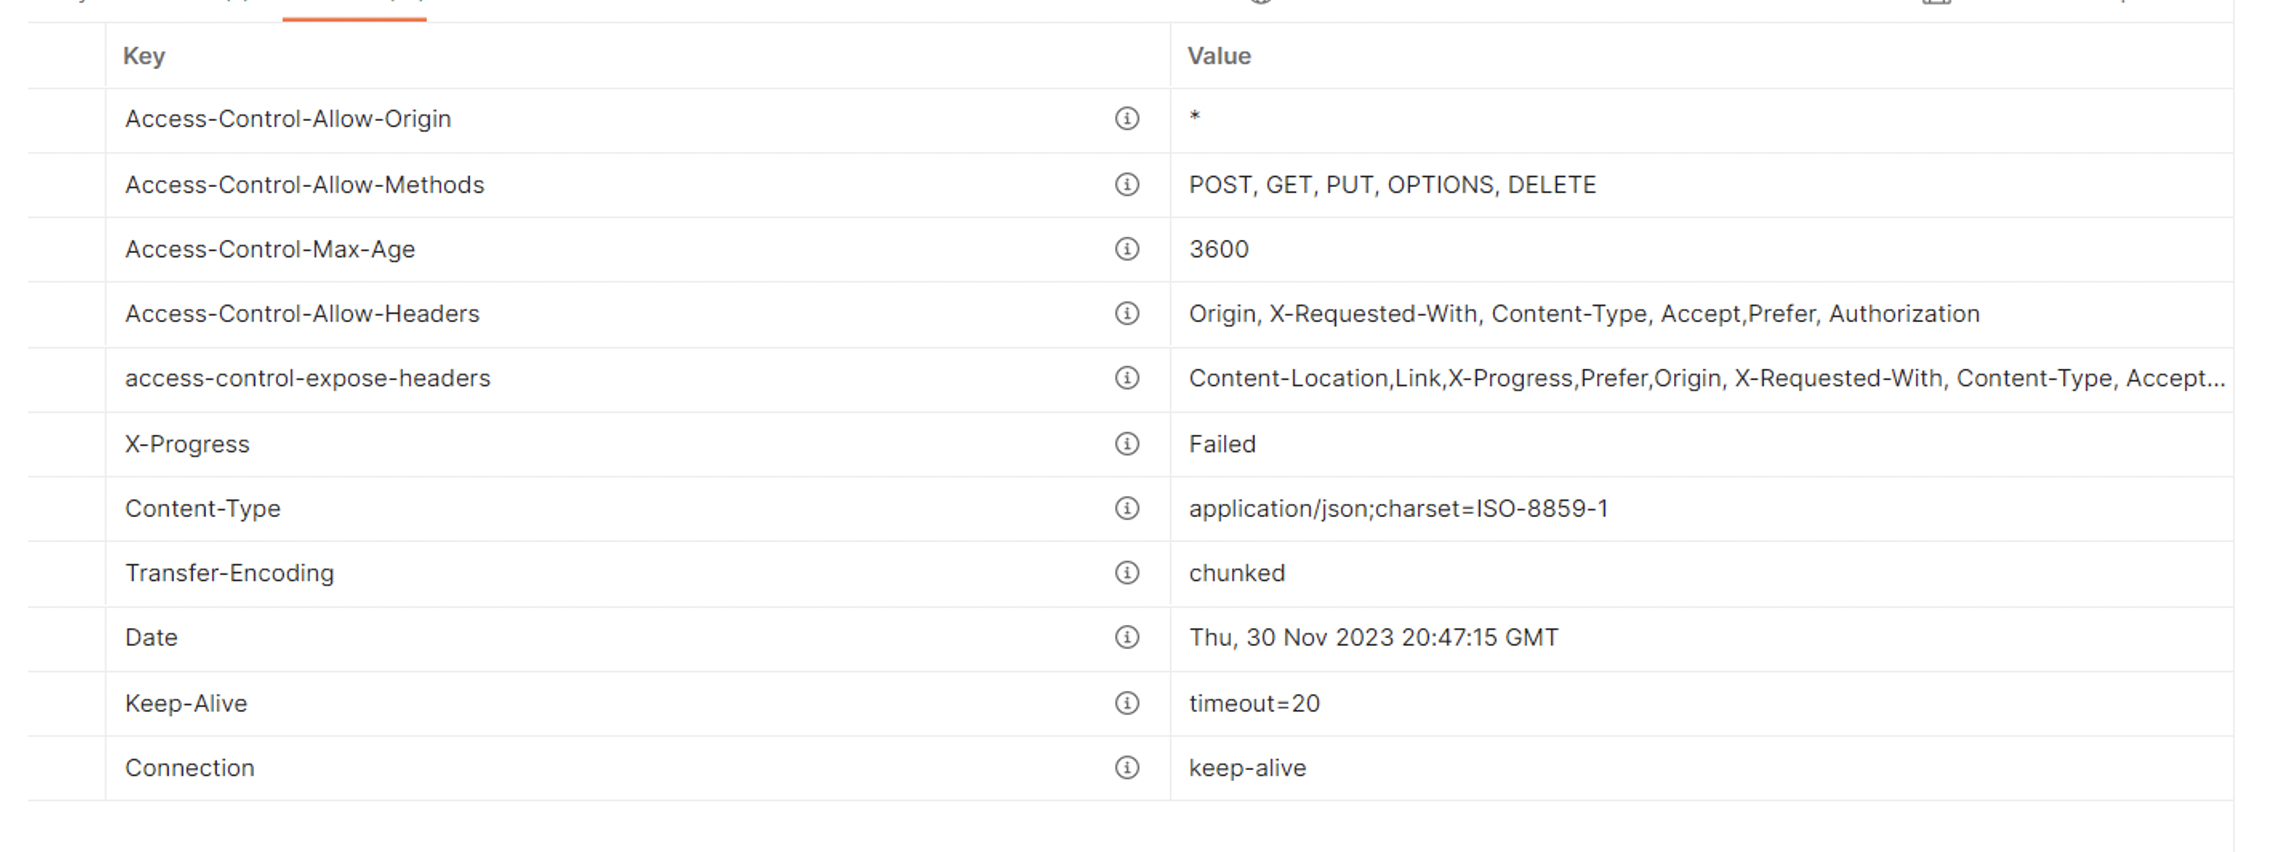 Key Value
Access-Control-Allow-Origin *
Access-Control-Allow-Methods POST, GET, PUT, OPTIONS, DELETE
Access-Control-Max-Age 3600
Access-Control-Allow-Headers Origin, X-Requested-With, Content-Type, Accept,Prefer, Authorization
access-control-expose-headers Content-Location,Link,X-Progress,Prefer,Origin, X-Requested-With, Content-Type, Accept...
X-Progress Failed
Content-Type application/json;charset=ISO-8859-1
Transfer-Encoding chunked
Date Thu, 30 Nov 2023 20:47:15 GMT
Keep-Alive timeout=20
Connection keep-alive